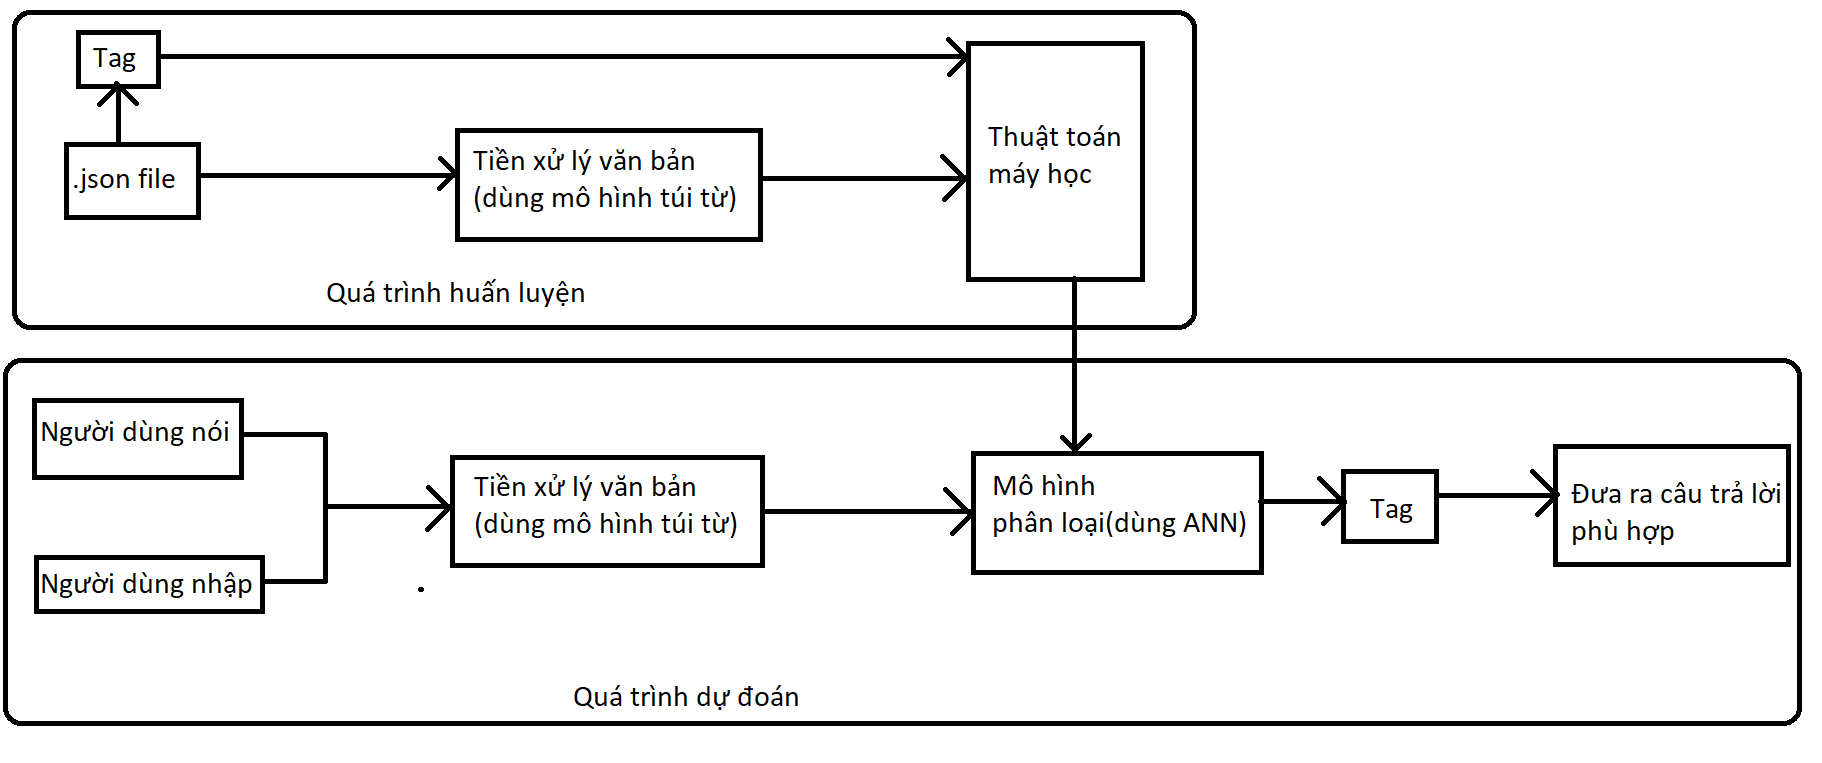 Tag
.json file
Tiền xử lý văn bản
(dùng mô hình túi từ)
Thuật toán
máy học
Quá trình huấn luyện
Người dùng nói
Người dùng nhập
Tiền xử lý văn bản
(dùng mô hình túi từ)
Mô hình
phân loại(dùng ANN)
Tag
Đưa ra câu trả lời
phù hợp
Quá trình dự đoán